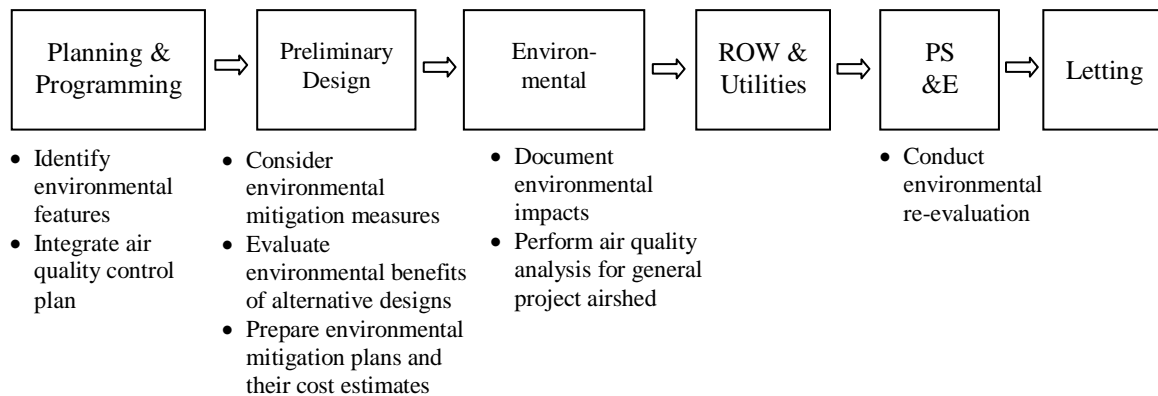 Planning &
Programming
Preliminary
Design
Environ-
mental
ROW &
Utilities
PS
&E
Letting
• Identify
environmental
features
• Integrate air
quality control
plan
• Consider
environmental
mitigation measures
• Evaluate
environmental benefits
of alternative designs
• Prepare environmental
mitigation plans and
their cost estimates
• Document
environmental
impacts
• Perform air quality
analysis for general
project airshed
• Conduct
environmental
re-evaluation